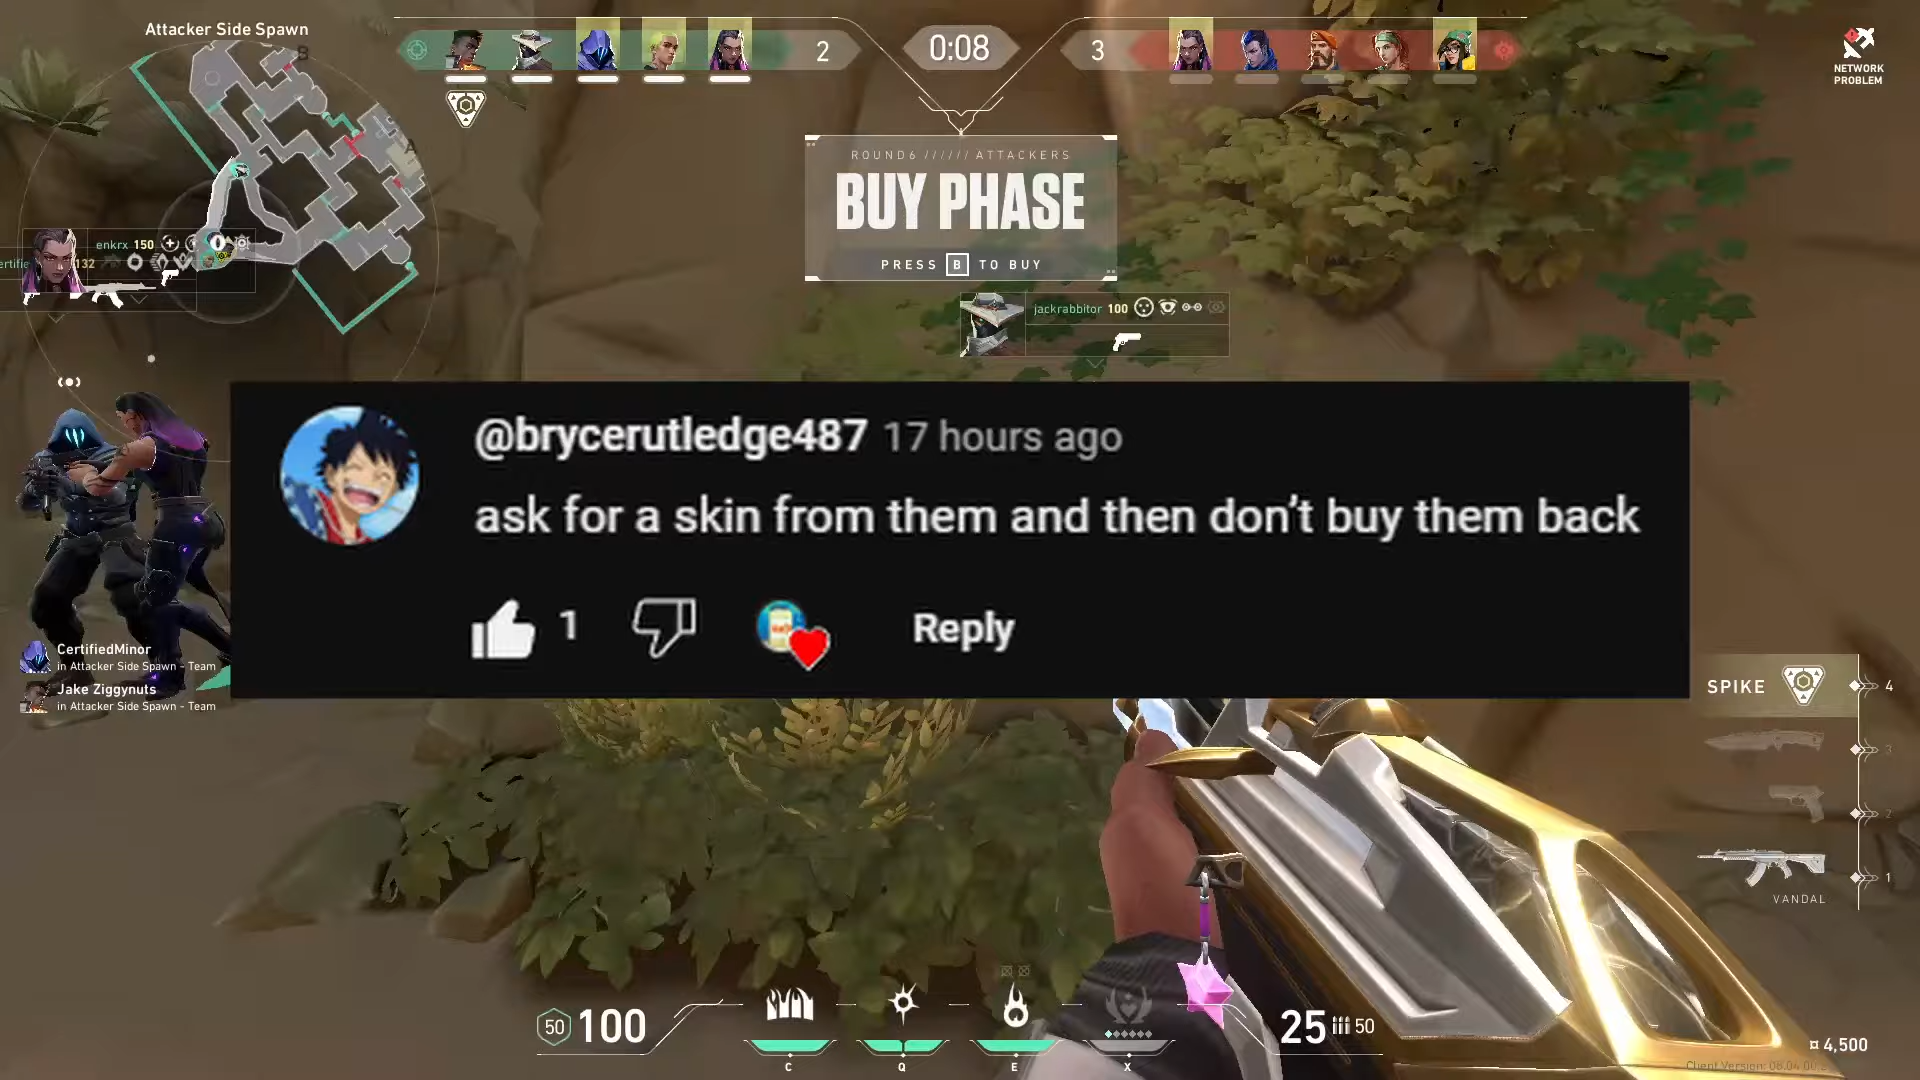 Attacker Side Spawn
B
A
2
0:08
3
NETWORK
PROBLEM
ROUND 6 ////// ATTACKERS
BUY PHASE
PRESS B TO BUY
enkrx 150
132
jackrabbitor 100
@brycerutledge487 17 hours ago
ask for a skin from them and then don't buy them back
1
Reply
CertifiedMinor
in Attacker Side Spawn - Team
Jake Ziggynuts
in Attacker Side Spawn - Team
SPIKE
4
3
2
1
VANDAL
50 100
C
Q
E
X
25 50
¤ 4,500